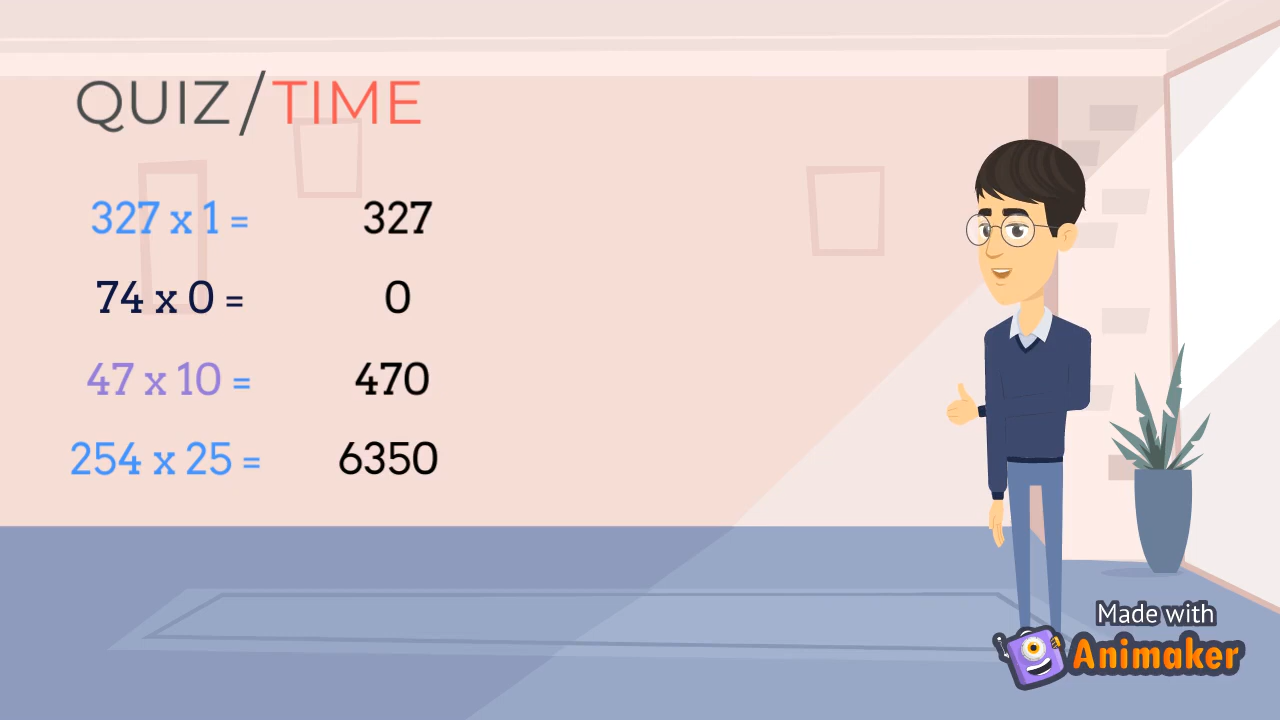 QUIZ/TIME
327 x 1 = 327
74 x 0 = 0
47 x 10 = 470
254 x 25 = 6350
Made with
Animaker